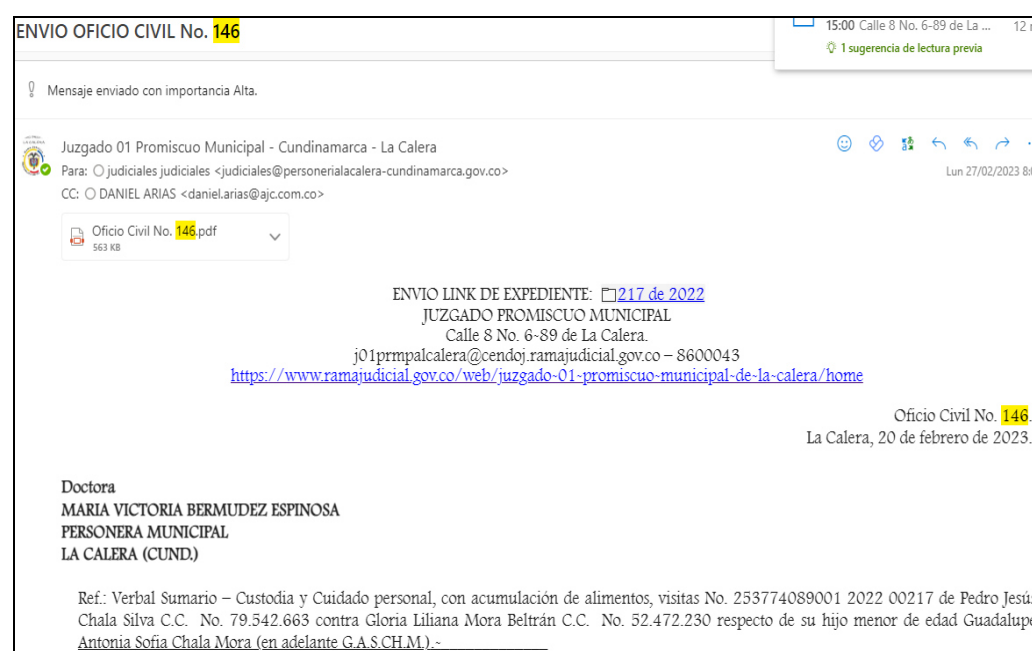 ENVIO OFICIO CIVIL No. 146
15:00 Calle 8 No. 6-89 de La ... 12
1 sugerencia de lectura previa
Mensaje enviado con importancia Alta.
Juzgado 01 Promiscuo Municipal - Cundinamarca - La Calera
Para: judiciales judiciales <judiciales@personerialacalera-cundinamarca.gov.co>
Lun 27/02/2023 8:
CC: DANIEL ARIAS <daniel.arias@ajc.com.co>
Oficio Civil No. 146.pdf
563 KB
ENVIO LINK DE EXPEDIENTE: 217 de 2022
JUZGADO PROMISCUO MUNICIPAL
Calle 8 No. 6-89 de La Calera.
j01prmpalcalera@cendoj.ramajudicial.gov.co – 8600043
https://www.ramajudicial.gov.co/web/juzgado-01-promiscuo-municipal-de-la-calera/home
Oficio Civil No. 146.
La Calera, 20 de febrero de 2023.
Doctora
MARIA VICTORIA BERMUDEZ ESPINOSA
PERSONERA MUNICIPAL
LA CALERA (CUND.)
Ref.: Verbal Sumario – Custodia y Cuidado personal, con acumulación de alimentos, visitas No. 253774089001 2022 00217 de Pedro Jesús
Chala Silva C.C. No. 79.542.663 contra Gloria Liliana Mora Beltrán C.C. No. 52.472.230 respecto de su hijo menor de edad Guadalupe
Antonia Sofia Chala Mora (en adelante G.A.S.CH.M.).-